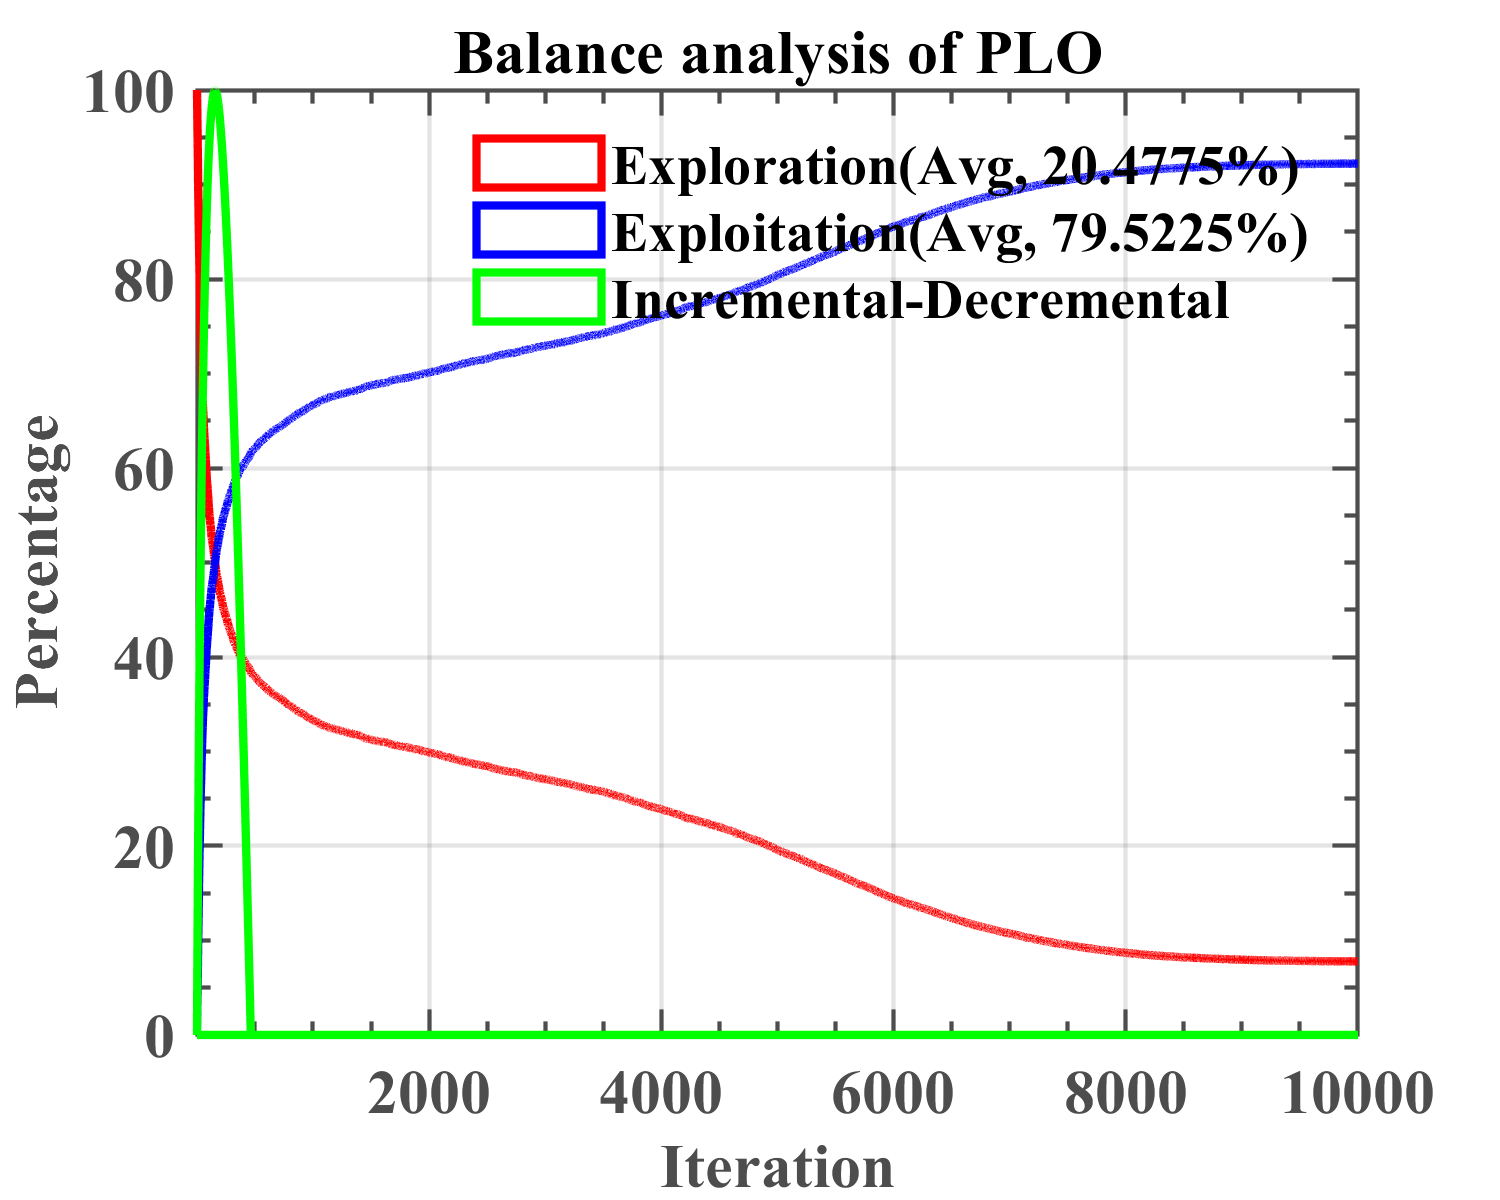 Balance analysis of PLO
100
80
60
40
20
0
Exploration(Avg, 20.4775%)
Exploitation(Avg, 79.5225%)
Incremental-Decremental
Percentage
2000 4000 6000 8000 10000
Iteration